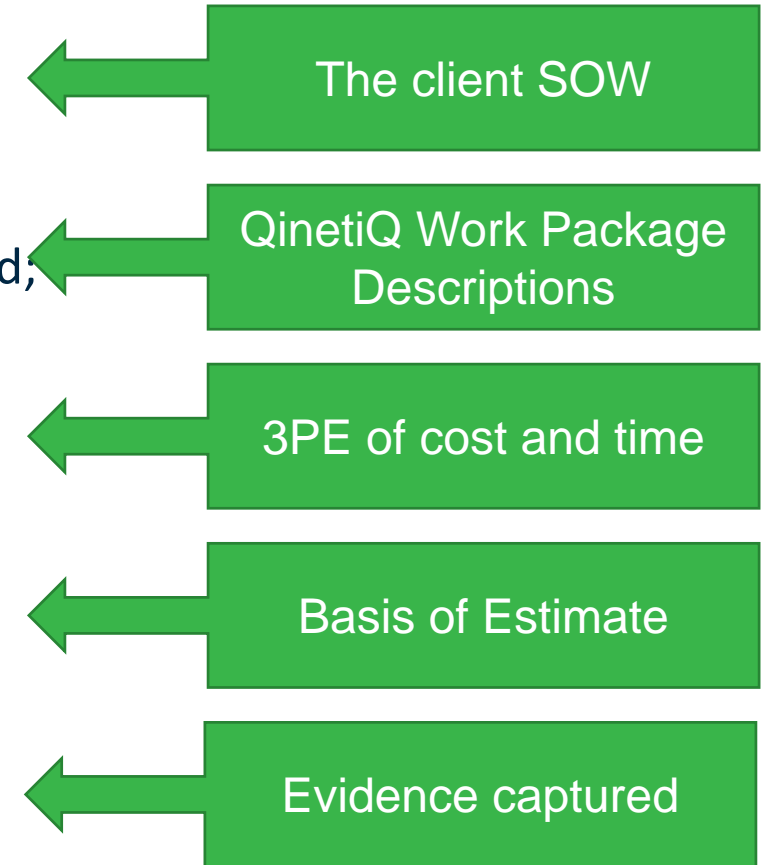 The client SOW
QinetiQ Work Package
d;
Descriptions
3PE of cost and time
Basis of Estimate
Evidence captured